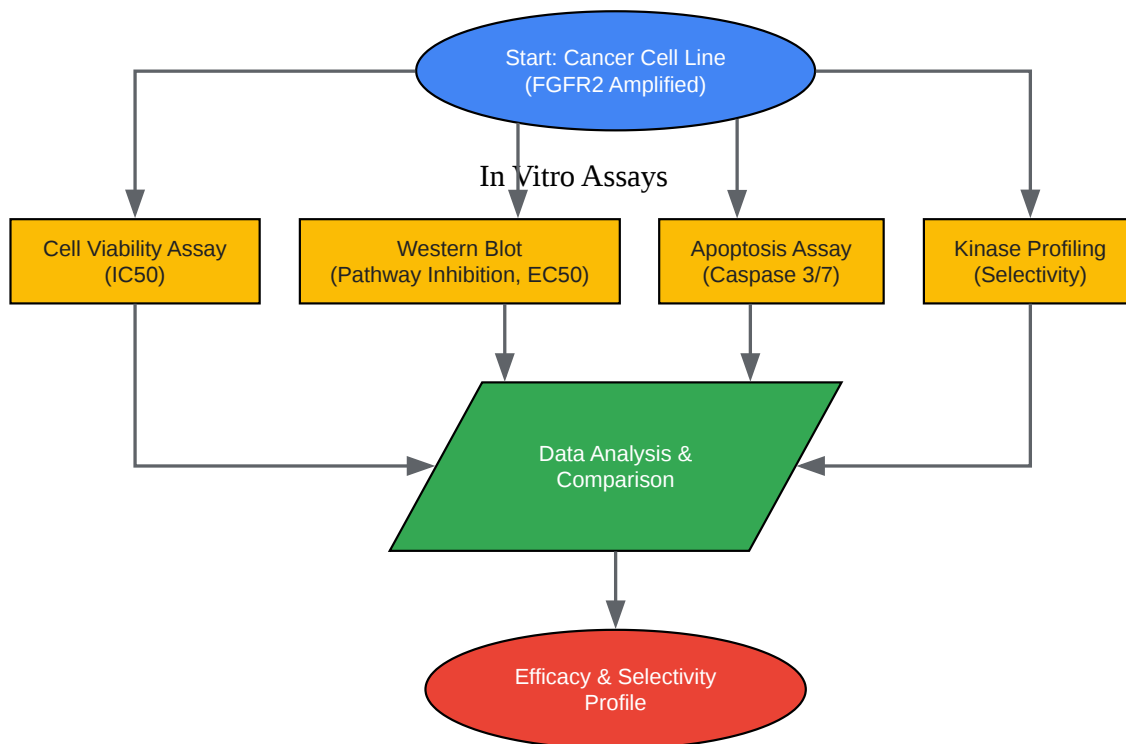 Start: Cancer Cell Line
(FGFR2 Amplified)
In Vitro Assays
Cell Viability Assay
(IC50)
Western Blot
(Pathway Inhibition, EC50)
Apoptosis Assay
(Caspase 3/7)
Kinase Profiling
(Selectivity)
Data Analysis &
Comparison
Efficacy & Selectivity
Profile